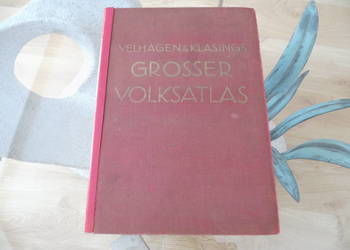 VELHAGEN & KLASINGS
GROSSER
VOLKSATLAS